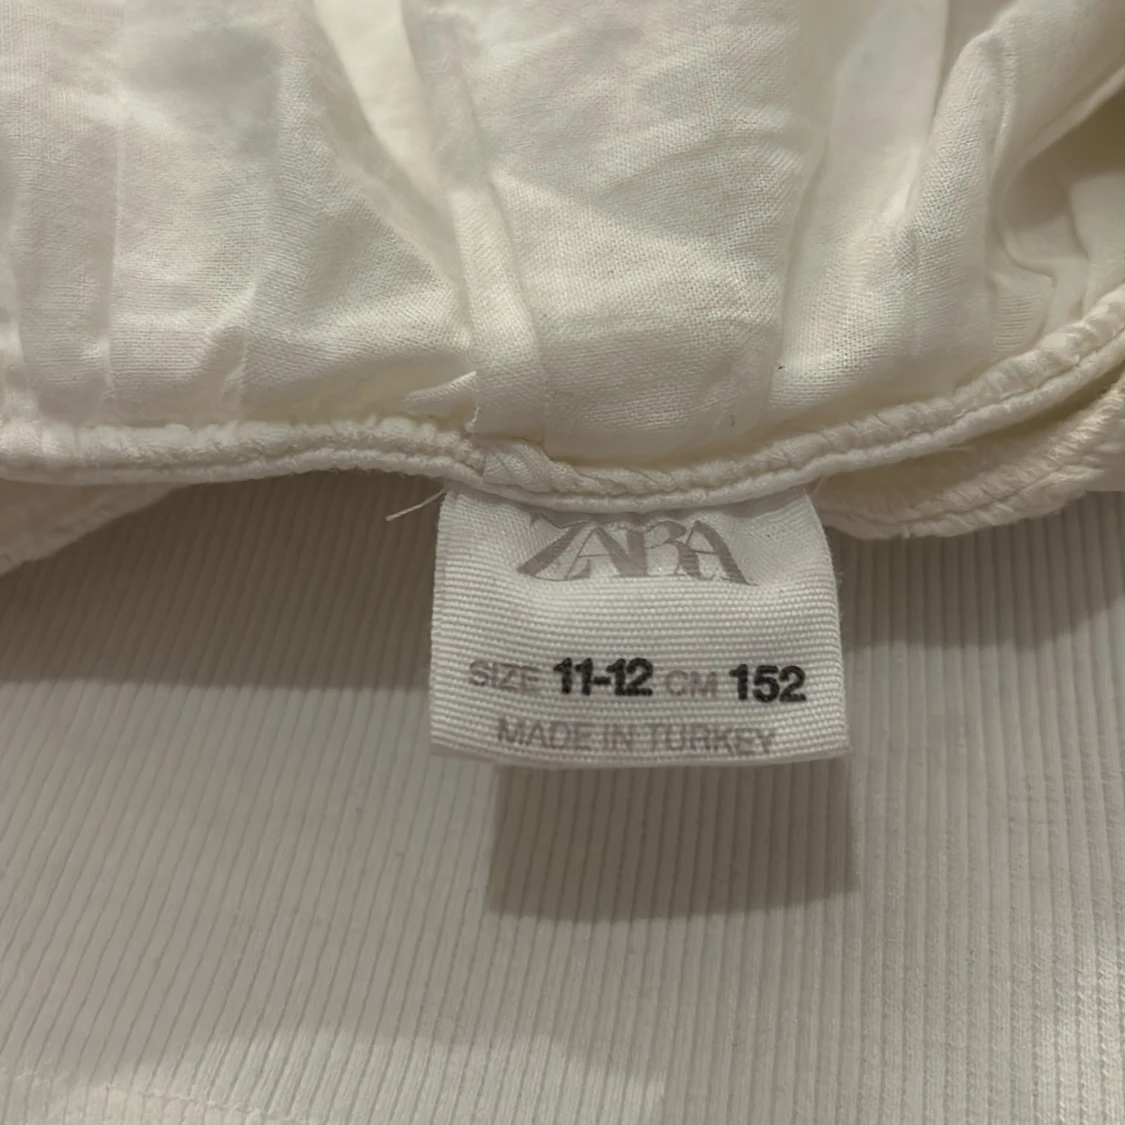 ZARA
SIZE 11-12 CM 152
MADE IN TURKEY